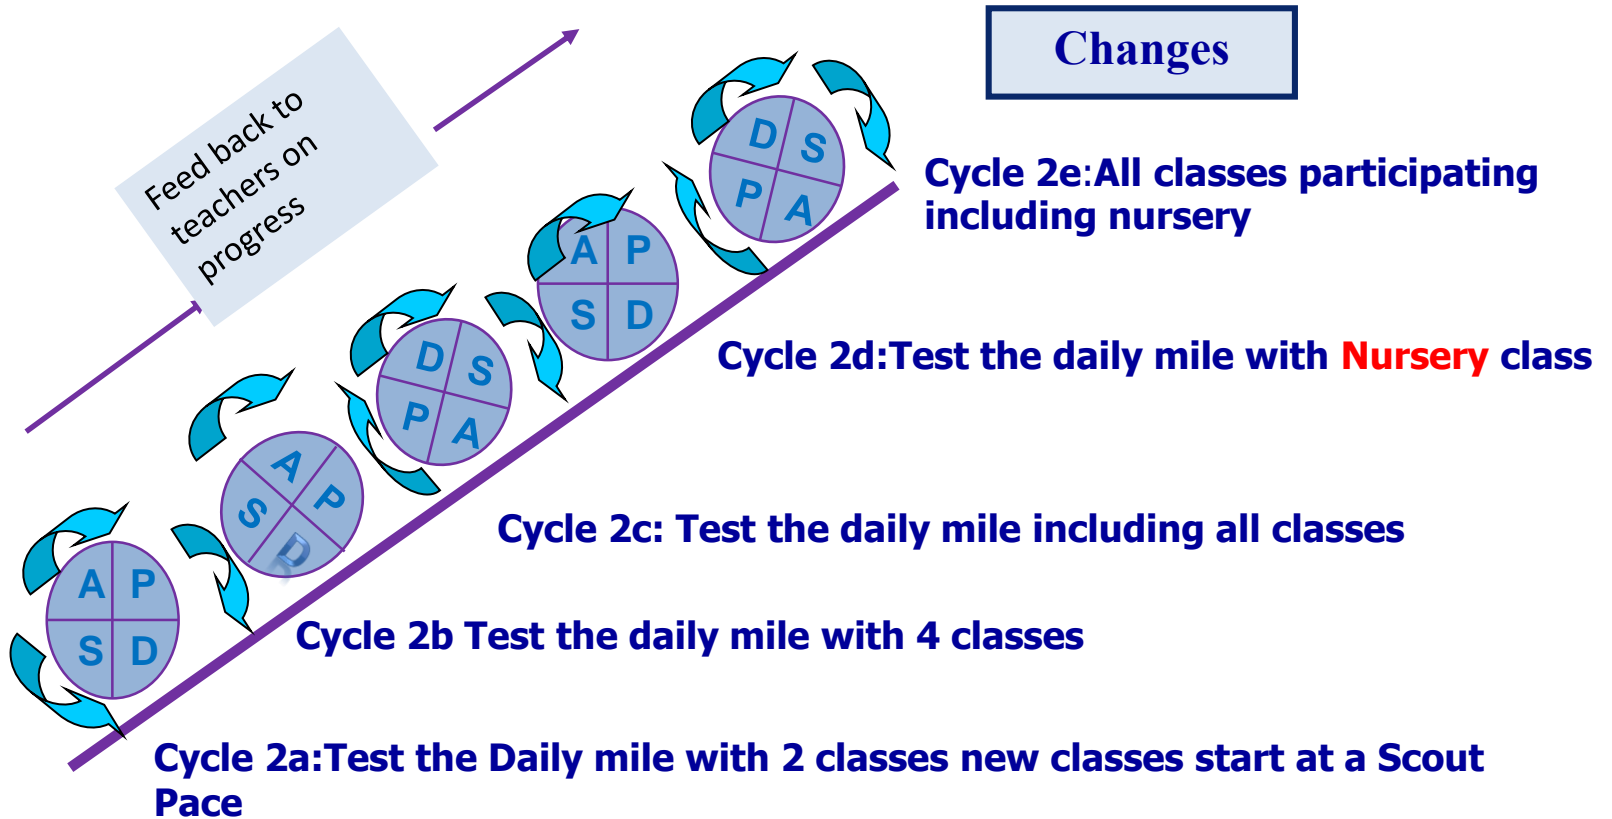 Changes
Feed back to
teachers on
progress
D S
P A
Cycle 2e:All classes participating
including nursery
A P
S D
Cycle 2d:Test the daily mile with Nursery class
D S
P A
Cycle 2c: Test the daily mile including all classes
A P
S D
Cycle 2b Test the daily mile with 4 classes
A P
S D
Cycle 2a:Test the Daily mile with 2 classes new classes start at a Scout
Pace